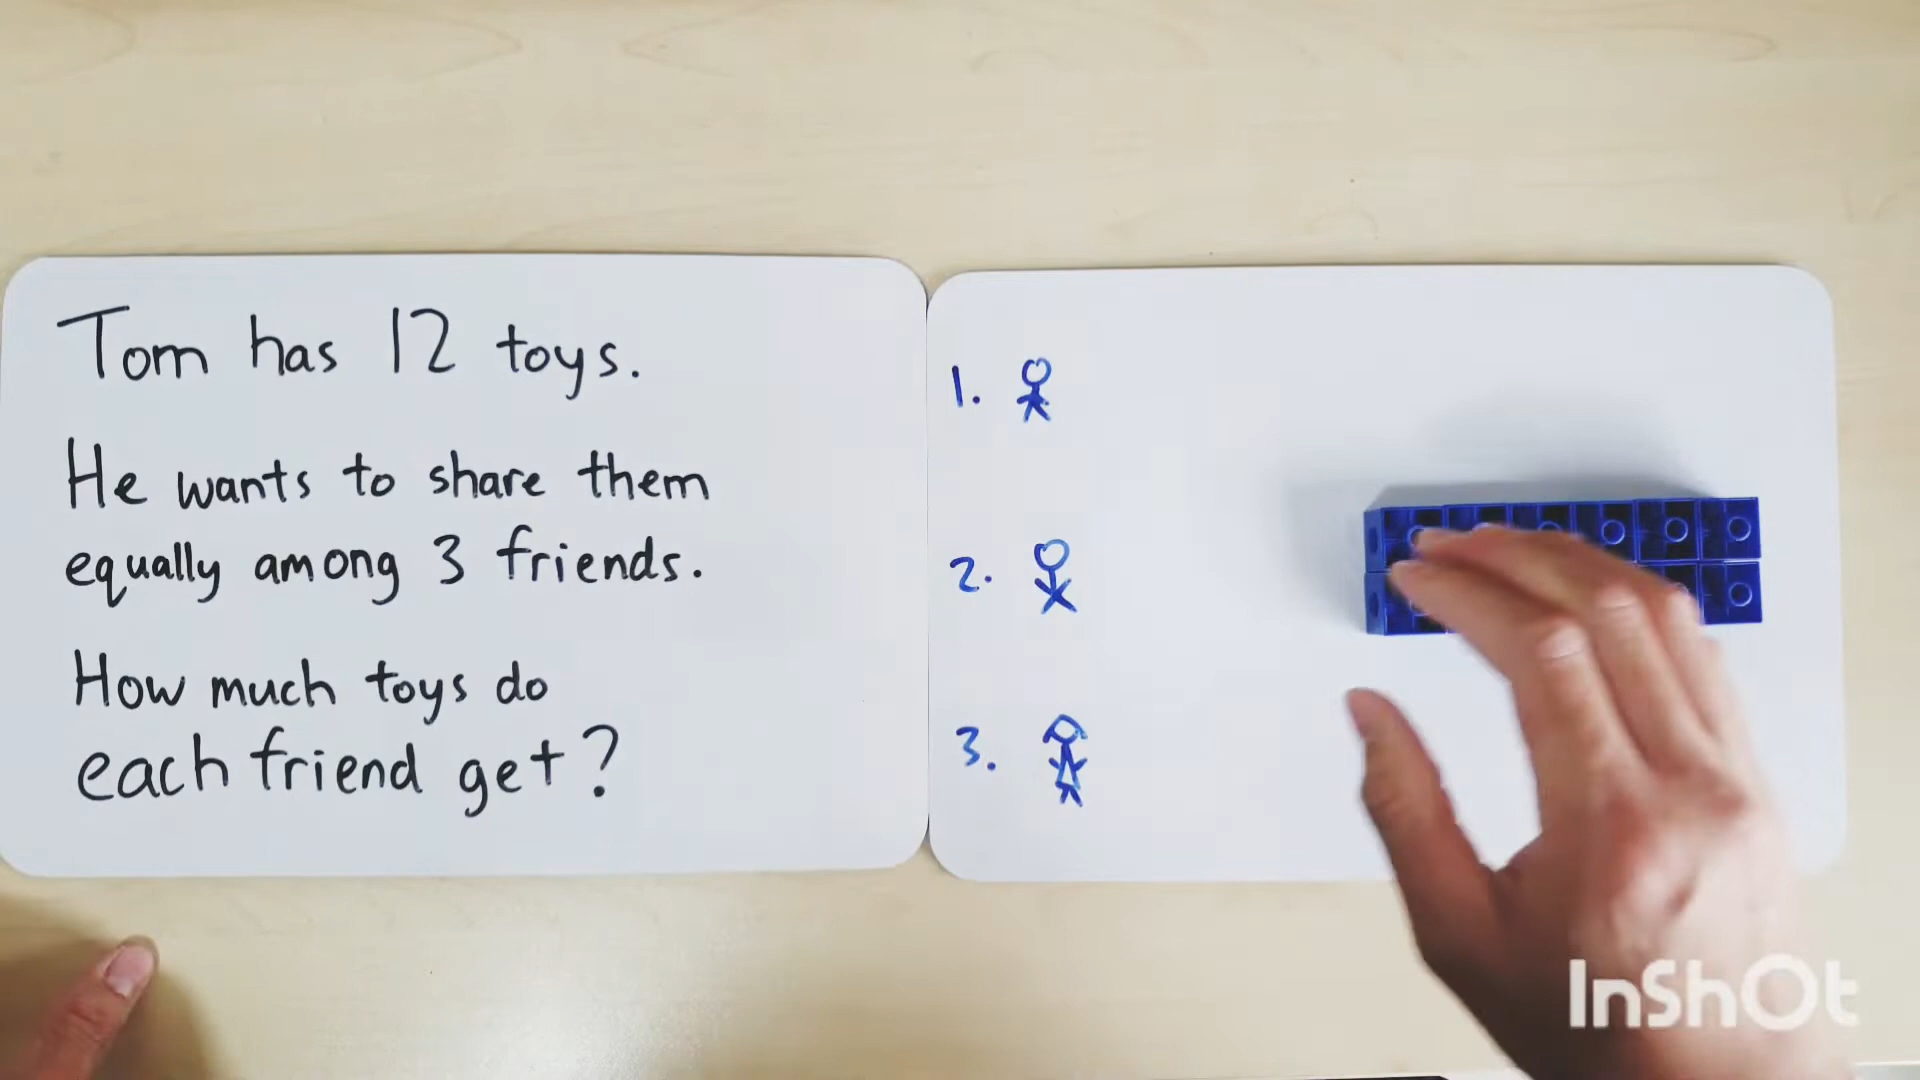 Tom has 12 toys.
He wants to share them
equally among 3 friends.
How much toys do
each friend get?
1.
2.
3.
InShOt